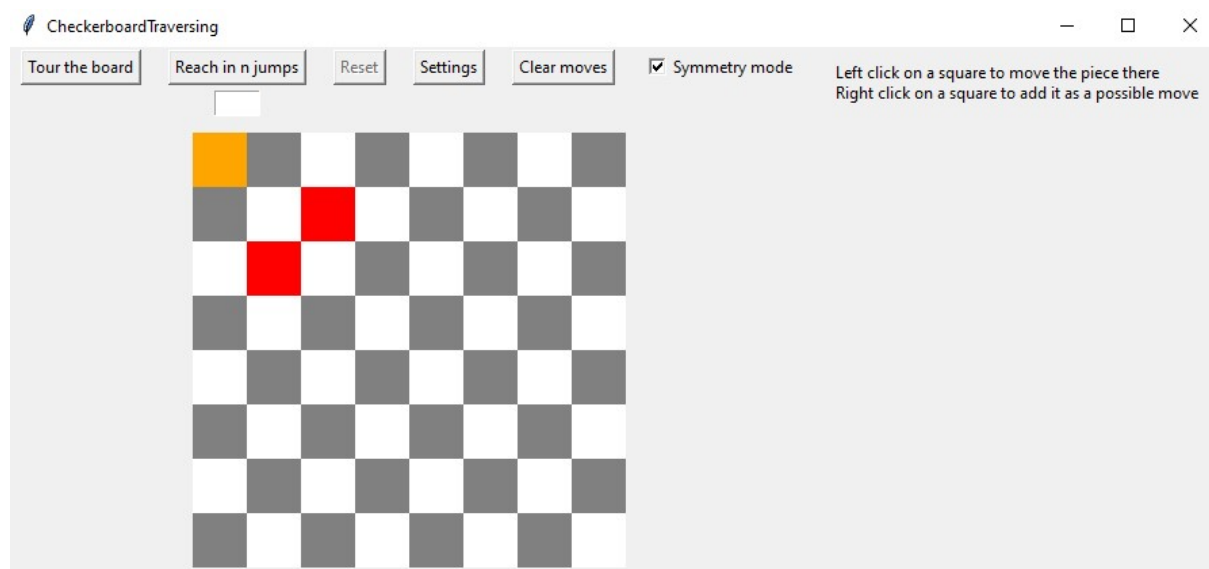 CheckerboardTraversing
Tour the board
Reach in n jumps
Reset
Settings
Clear moves
Symmetry mode
Left click on a square to move the piece there
Right click on a square to add it as a possible move